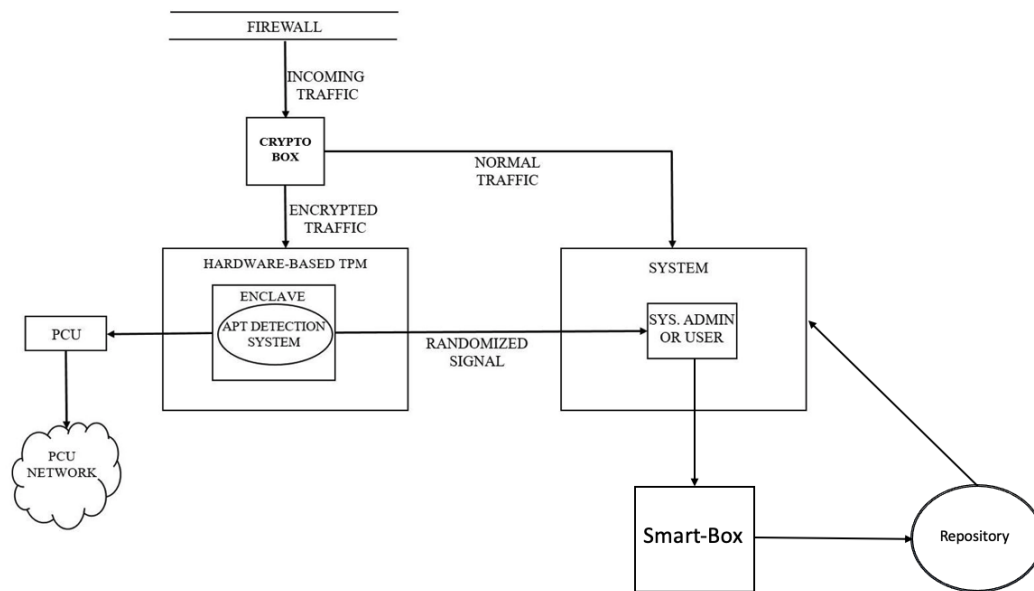 FIREWALL
INCOMING
TRAFFIC
CRYPTO
BOX
NORMAL
TRAFFIC
ENCRYPTED
TRAFFIC
HARDWARE-BASED TPM
SYSTEM
ENCLAVE
APT DETECTION
SYSTEM
SYS. ADMIN
OR USER
PCU
RANDOMIZED
SIGNAL
PCU
NETWORK
Smart-Box
Repository